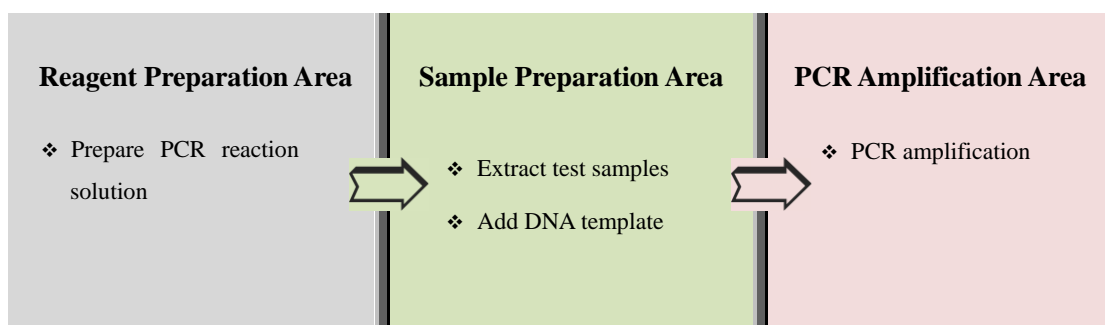 Reagent Preparation Area
❖ Prepare PCR reaction
solution
Sample Preparation Area
❖ Extract test samples
❖ Add DNA template
PCR Amplification Area
❖ PCR amplification